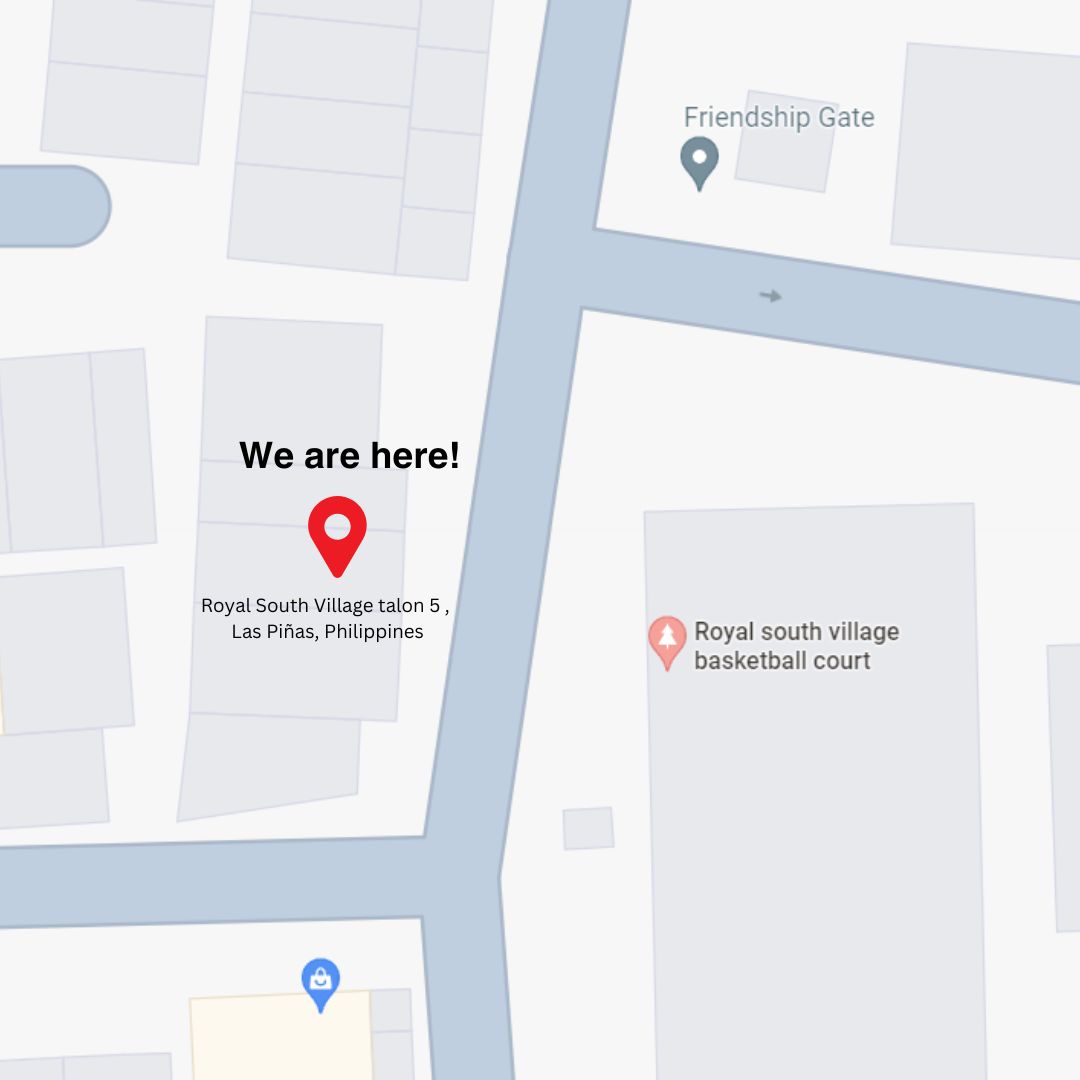 Friendship Gate
We are here!
Royal South Village talon 5 ,
Las Piñas, Philippines
Royal south village
basketball court